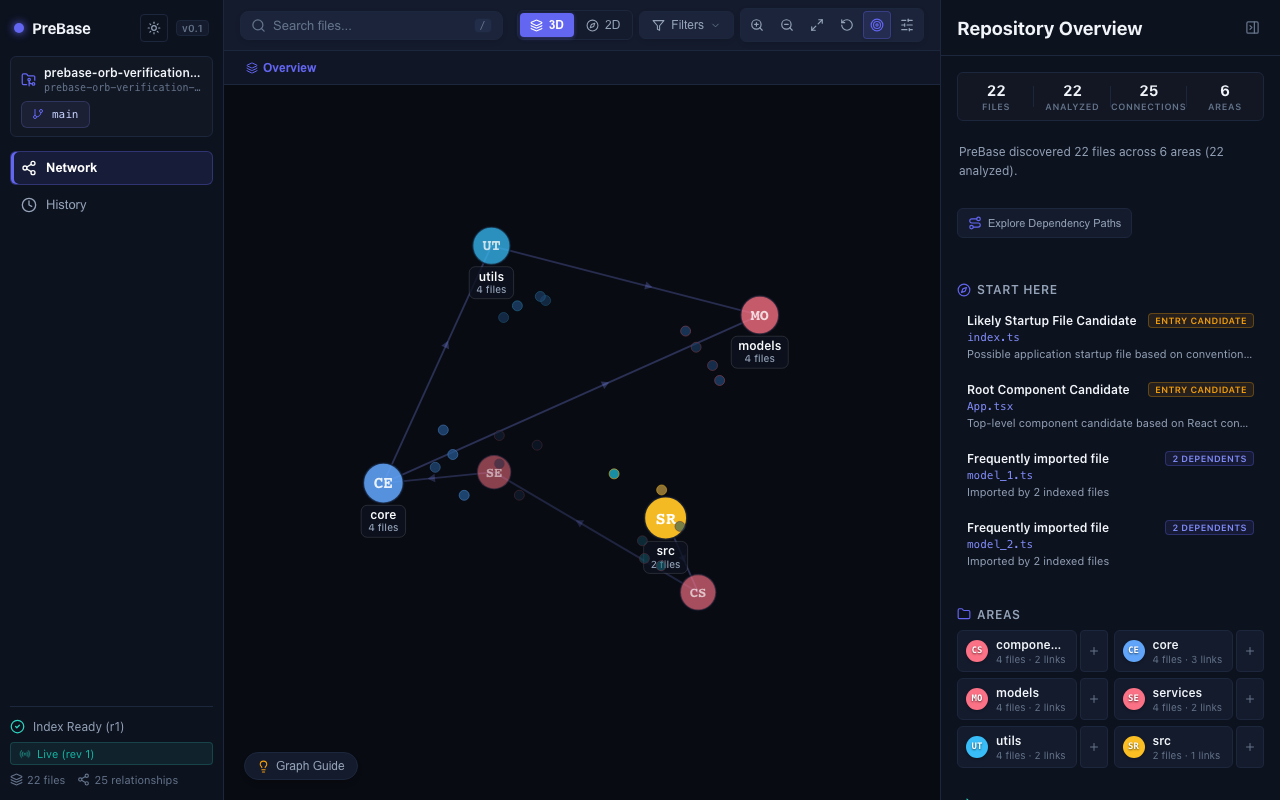 PreBase
v0.1
prebase-orb-verification...
prebase-orb-verification-…
main
Network
History
Index Ready (r1)
Live (rev 1)
22 files
25 relationships
Search files...
/
3D
2D
Filters
Overview
UT
utils
4 files
MO
models
4 files
SE
CE
core
4 files
SR
src
2 files
CS
Graph Guide
Repository Overview
22
FILES
22
ANALYZED
25
CONNECTIONS
6
AREAS
PreBase discovered 22 files across 6 areas (22
analyzed).
Explore Dependency Paths
START HERE
Likely Startup File Candidate
ENTRY CANDIDATE
index.ts
Possible application startup file based on convention...
Root Component Candidate
ENTRY CANDIDATE
App.tsx
Top-level component candidate based on React con...
Frequently imported file
2 DEPENDENTS
model_1.ts
Imported by 2 indexed files
Frequently imported file
2 DEPENDENTS
model_2.ts
Imported by 2 indexed files
AREAS
CS
compone...
4 files · 2 links
+
CE
core
4 files · 3 links
+
MO
models
4 files · 2 links
+
SE
services
4 files · 2 links
+
UT
utils
4 files · 2 links
+
SR
src
2 files · 1 links
+